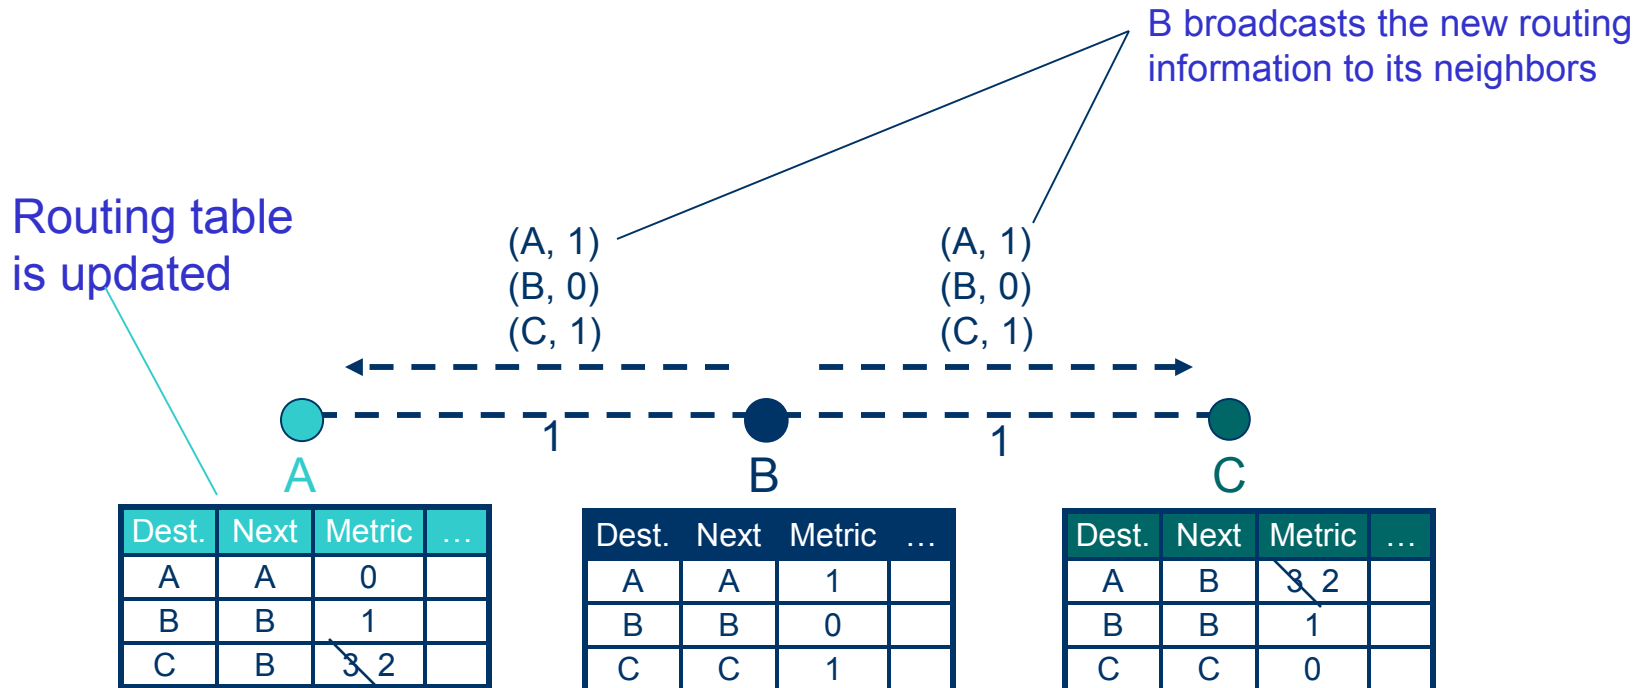 B broadcasts the new routing
information to its neighbors
Routing table
is updated
(A, 1)
(B, 0)
(C, 1)
(A, 1)
(B, 0)
(C, 1)
1
1
A
B
C
Dest. Next Metric …
A A 0
B B 1
C B 3 2
Dest. Next Metric …
A A 1
B B 0
C C 1
Dest. Next Metric …
A B 3 2
B B 1
C C 0